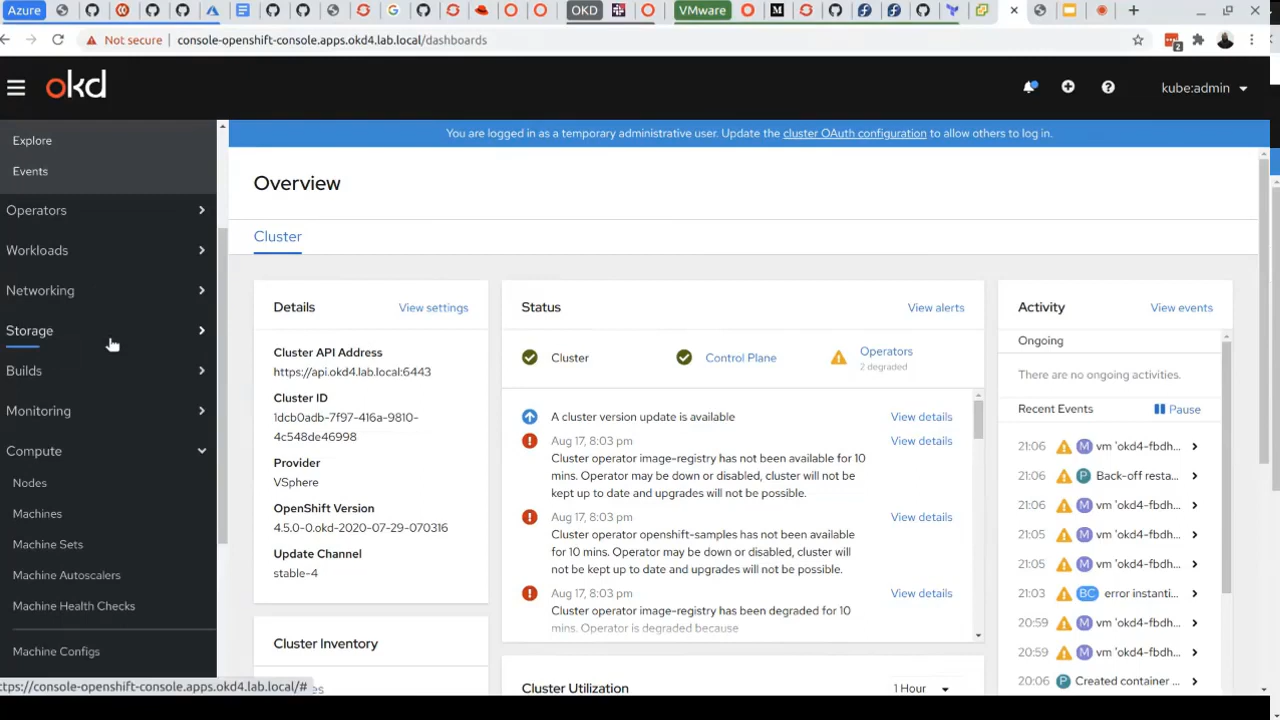 Azure
OKD
VMware
Not secure
console-openshift-console.apps.okd4.lab.local/dashboards
2
okd
kube:admin
Explore
Events
Operators
Workloads
Networking
Storage
Builds
Monitoring
Compute
Nodes
Machines
Machine Sets
Machine Autoscalers
Machine Health Checks
Machine Configs
ttps://console-openshift-console.apps.okd4.lab.local/#
You are logged in as a temporary administrative user. Update the cluster OAuth configuration to allow others to log in.
Overview
Cluster
Details
View settings
Cluster API Address
https://api.okd4.lab.local:6443
Cluster ID
1dcb0adb-7f97-416a-9810-
4c548de46998
Provider
VSphere
OpenShift Version
4.5.0-0.okd-2020-07-29-070316
Update Channel
stable-4
Cluster Inventory
Status
View alerts
Cluster
Control Plane
Operators
2 degraded
A cluster version update is available
View details
Aug 17, 8:03 pm
View details
Cluster operator image-registry has not been available for 10
mins. Operator may be down or disabled, cluster will not be
kept up to date and upgrades will not be possible.
Aug 17, 8:03 pm
View details
Cluster operator openshift-samples has not been available
for 10 mins. Operator may be down or disabled, cluster will
not be kept up to date and upgrades will not be possible.
Aug 17, 8:03 pm
View details
Cluster operator image-registry has been degraded for 10
mins. Operator is degraded because
Cluster Utilization
1 Hour
Activity
View events
Ongoing
There are no ongoing activities.
Recent Events
Pause
21:06 M vm 'okd4-fbdh...
21:06 P Back-off resta...
21:06 M vm 'okd4-fbdh...
21:05 M vm 'okd4-fbdh...
21:05 M vm 'okd4-fbdh...
21:03 BC error instanti...
20:59 M vm 'okd4-fbdh...
20:59 M vm 'okd4-fbdh...
20:06 P Created container ...